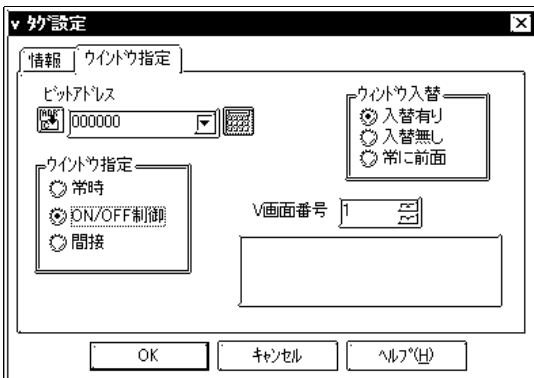 v ﾀｸﾞ設定
情報
ｳｲﾝﾄﾞｳ指定
ﾋﾞｯﾄｱﾄﾞﾚｽ
000000
ｳｨﾝﾄﾞｳ入替
入替有り
入替無し
常に前面
ｳｲﾝﾄﾞｳ指定
常時
ON/OFF制御
間接
V画面番号
1
OK
ｷｬﾝｾﾙ
ﾍﾙﾌﾟ(H)